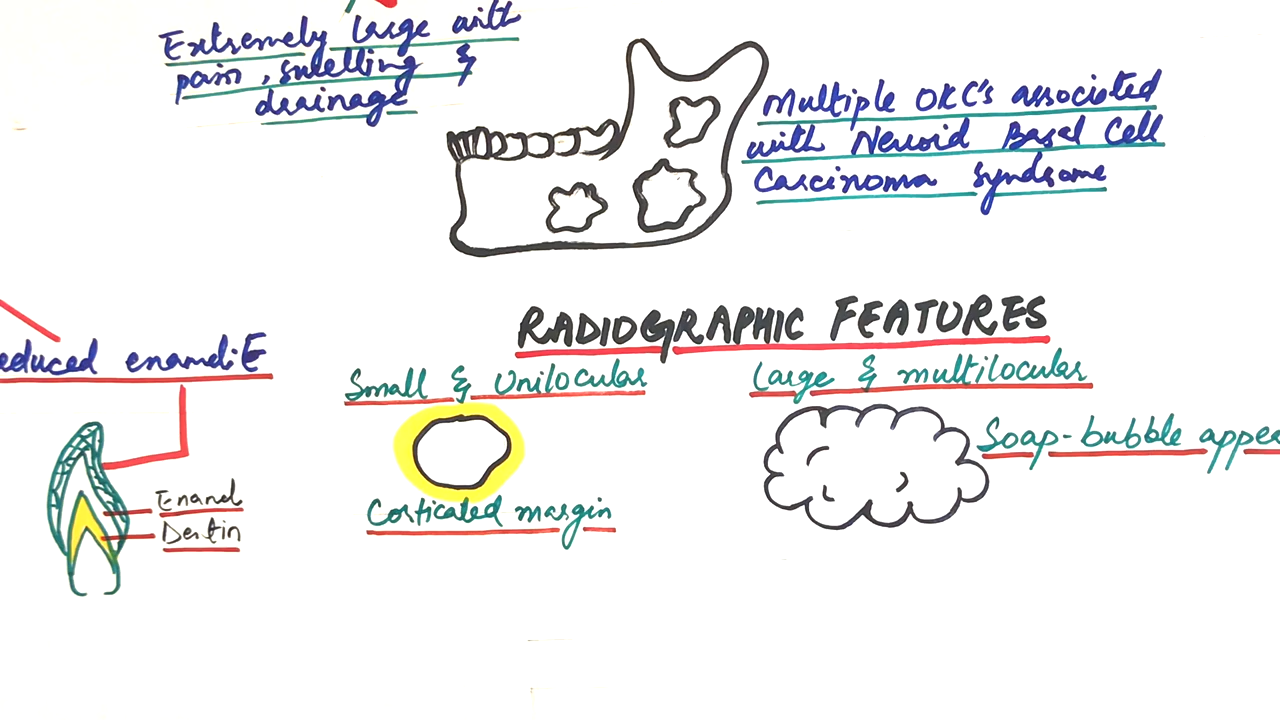 Extremely large with
pain, swelling &
drainage
Multiple OKC's associated
with Nevoid Basal Cell
Carcinoma syndrome
educed enamel E
RADIOGRAPHIC FEATURES
Small & Unilocular
Large & multilocular
Soap-bubble appea
Corticated margin
Enamel
Dentin